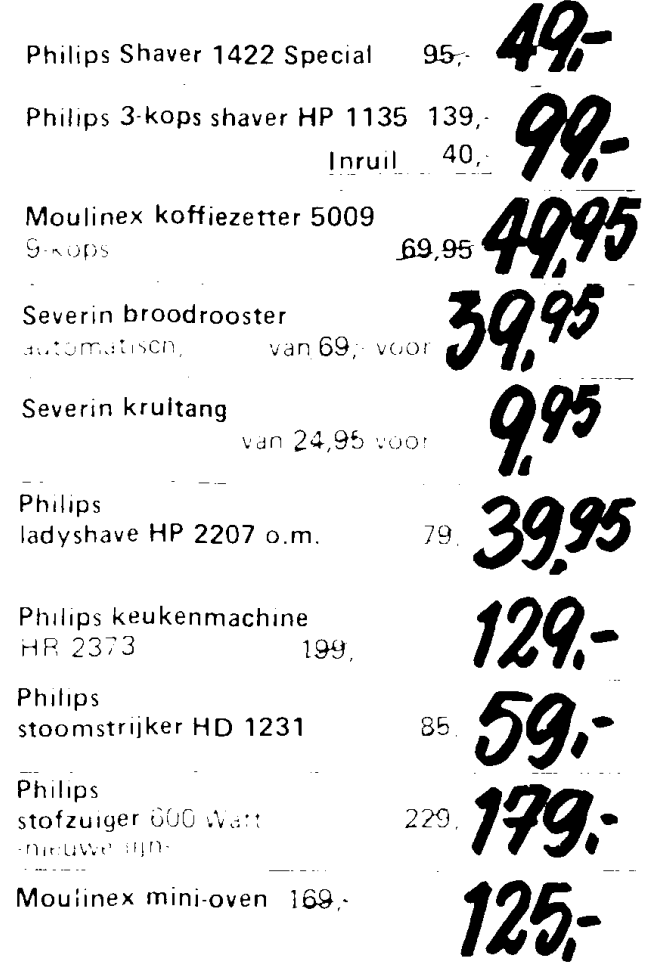 Philips Shaver 1422 Special 95,- 49,-
Philips 3-kops shaver HP 1135 139,-
Inruil 40,- 99,-
Moulinex koffiezetter 5009
9-kops 69,95 49,95
Severin broodrooster
automatisch, van 69,- voor 39,95
Severin krultang
van 24,95 voor 9,95
Philips
ladyshave HP 2207 o.m. 79, 39,95
Philips keukenmachine
HR 2373 199, 129,-
Philips
stoomstrijker HD 1231 85, 59,-
Philips
stofzuiger 600 Watt 229, 179,-
-nieuwe lijn-
Moulinex mini-oven 169,- 125,-